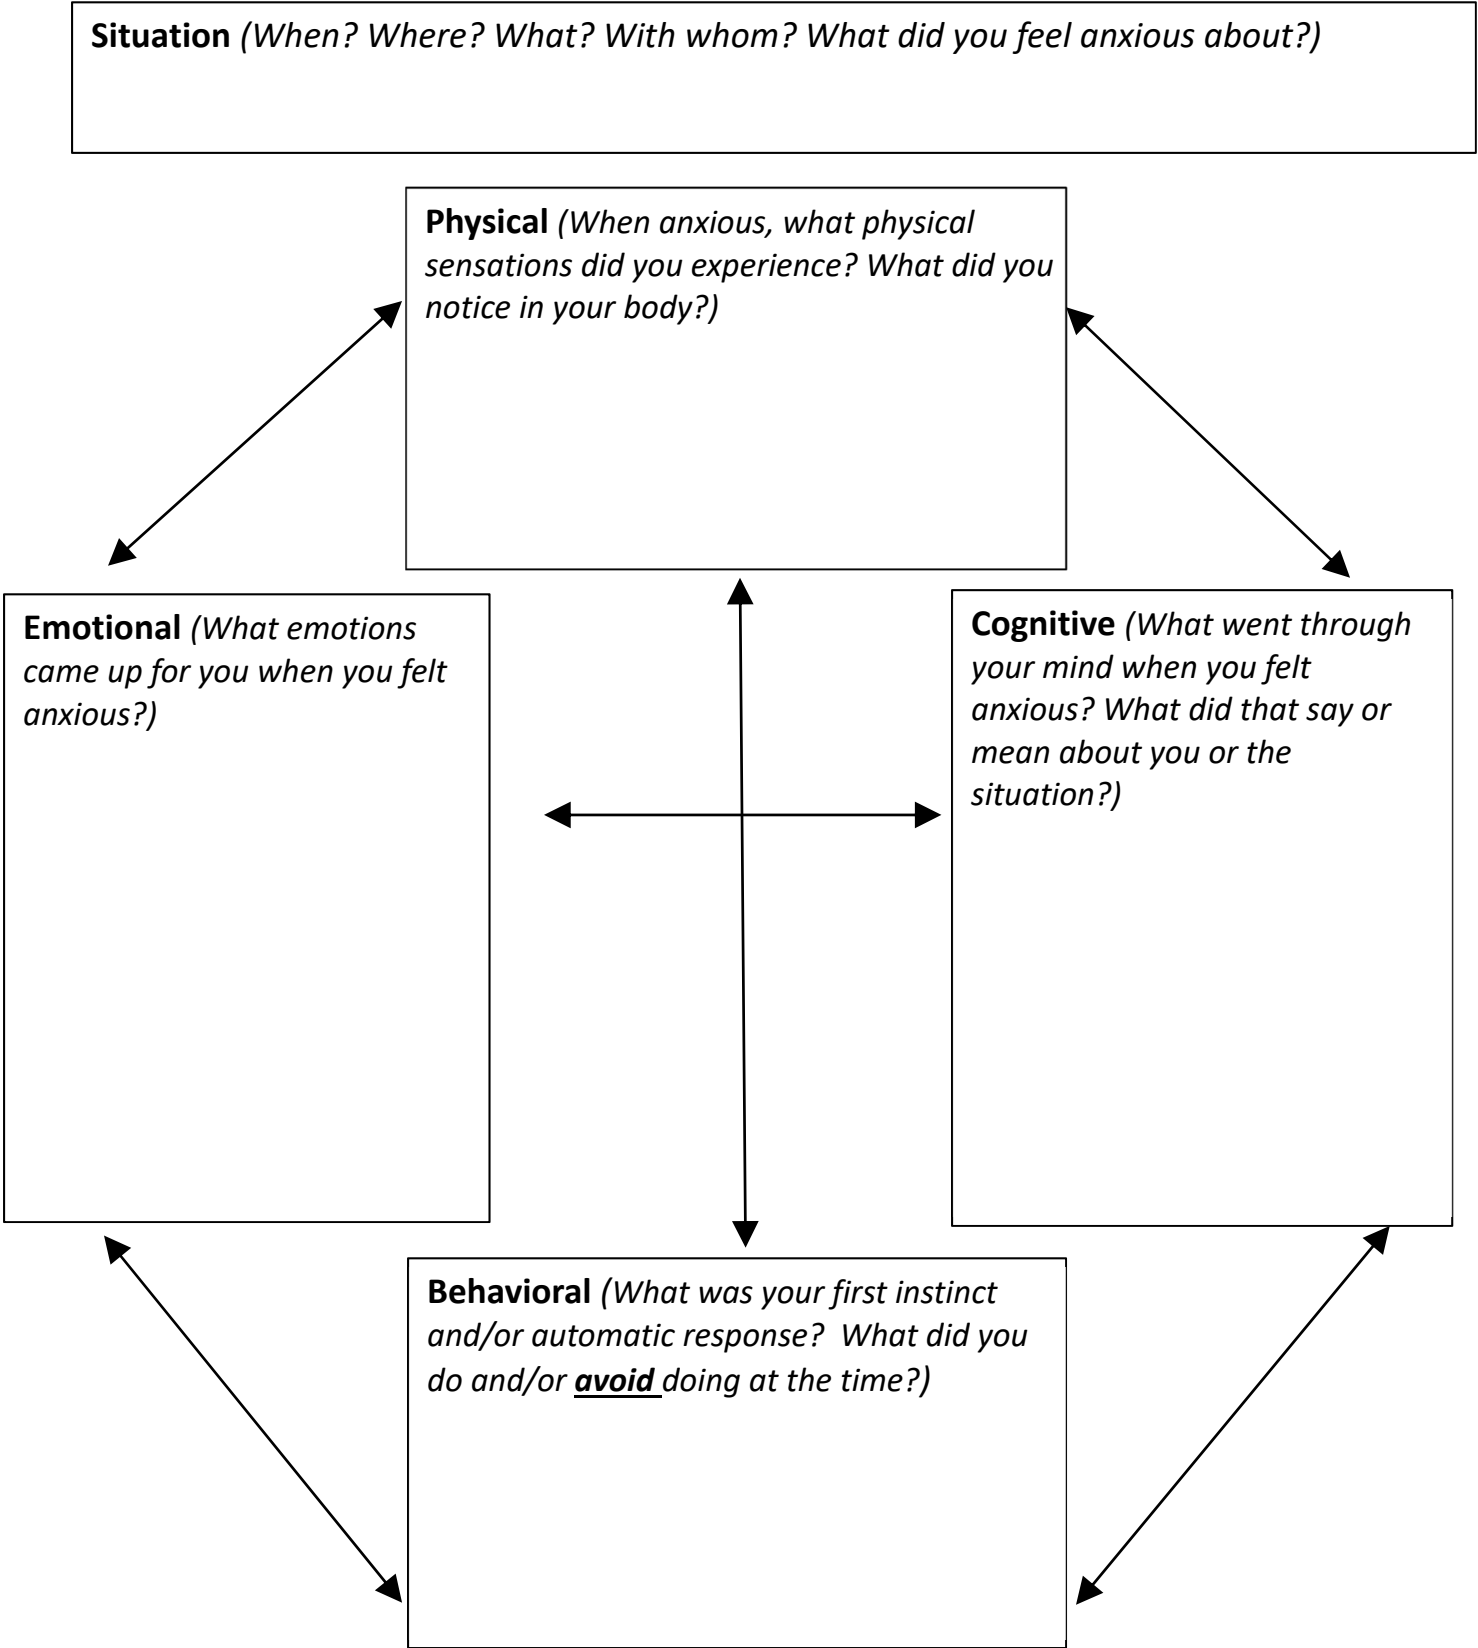 Situation (When? Where? What? With whom? What did you feel anxious about?)
Physical (When anxious, what physical
sensations did you experience? What did you
notice in your body?)
Emotional (What emotions
came up for you when you felt
anxious?)
Cognitive (What went through
your mind when you felt
anxious? What did that say or
mean about you or the
situation?)
Behavioral (What was your first instinct
and/or automatic response?  What did you
do and/or avoid doing at the time?)